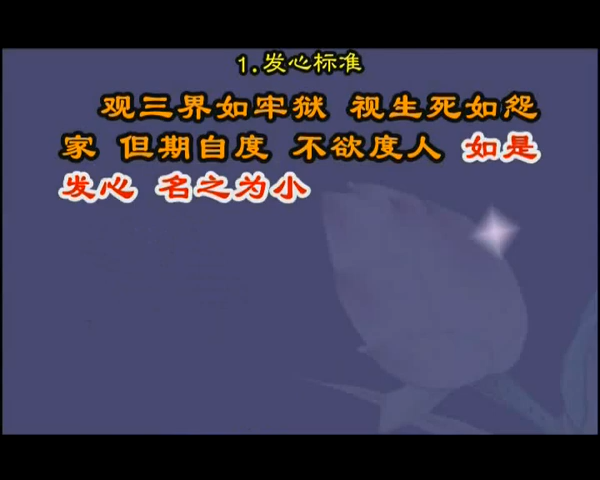 1.发心标准
观三界如牢狱 视生死如怨
家 但期自度 不欲度人 如是
发心 名之为小